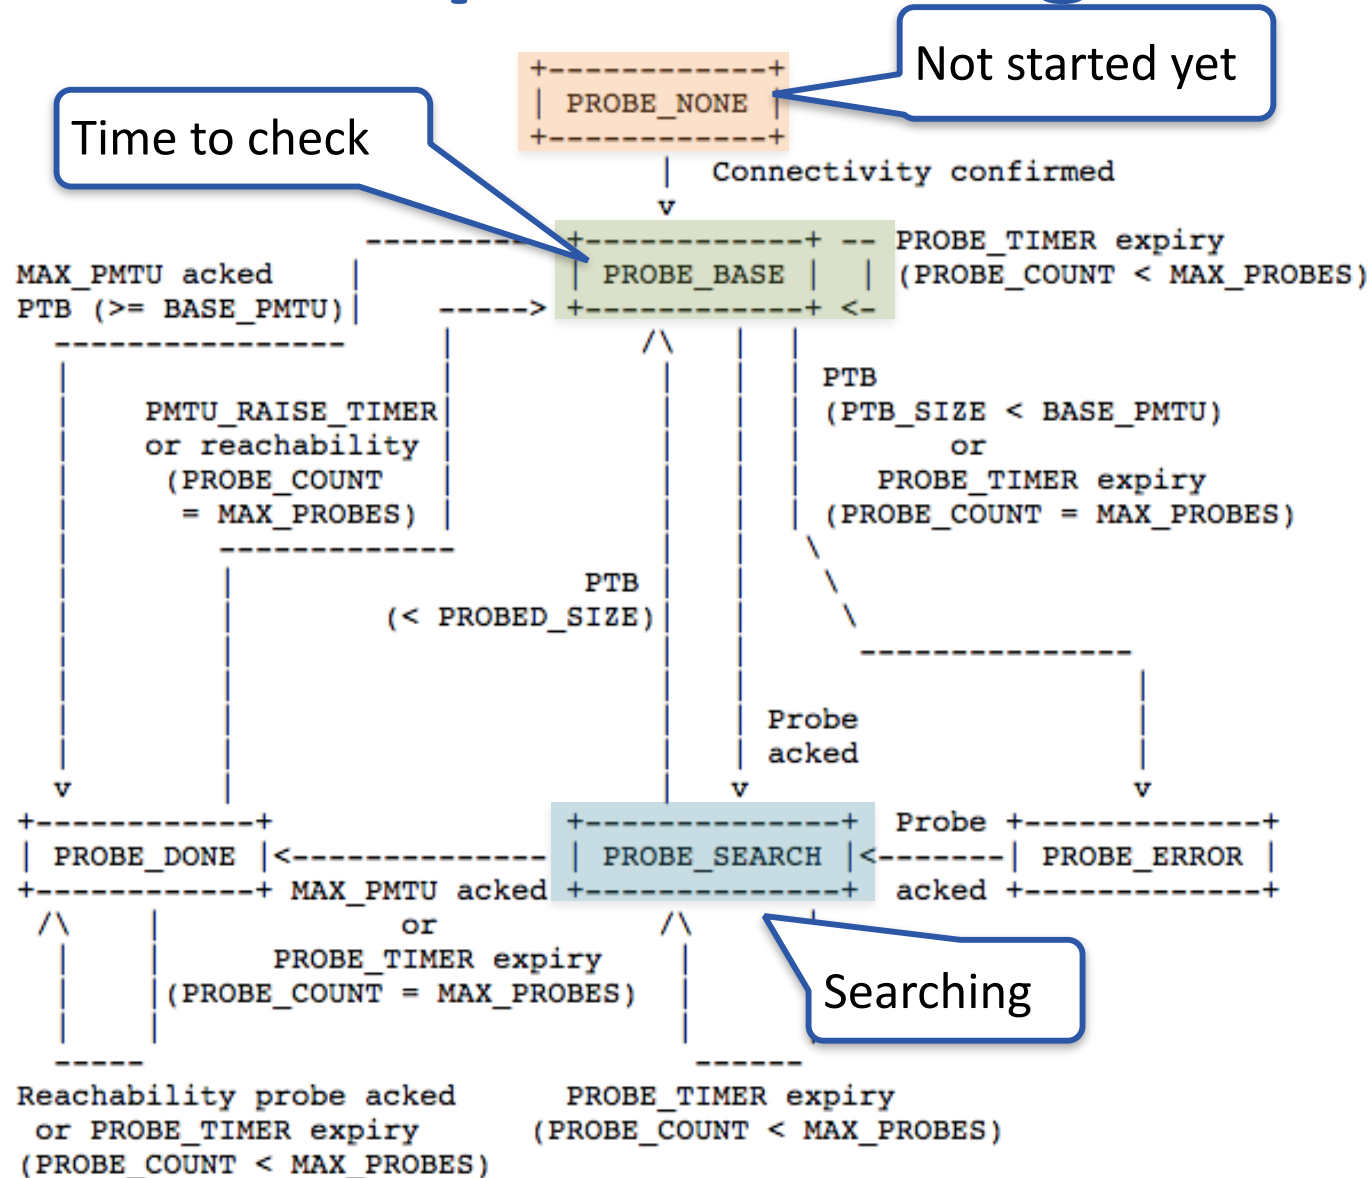 Not started yet
+------------+
| PROBE_NONE |
+------------+
Time to check
| Connectivity confirmed
v
---------- +------------+ -- PROBE_TIMER expiry
MAX_PMTU acked | | PROBE_BASE | | (PROBE_COUNT < MAX_PROBES)
PTB (>= BASE_PMTU)| -----> +------------+ <-
---------------- | /\ | |
| | | | | PTB
| PMTU_RAISE_TIMER| | | | (PTB_SIZE < BASE_PMTU)
| or reachability | | | | or
| (PROBE_COUNT | | | | PROBE_TIMER expiry
| = MAX_PROBES) | | | | (PROBE_COUNT = MAX_PROBES)
| ------------- | | \
| | PTB | | \
| | (< PROBED_SIZE)| | \
| | | | ---------------
| | | | |
| | | | Probe |
| | | | acked |
v | | v v
+------------+ +--------------+ Probe +-------------+
| PROBE_DONE |<-------------- | PROBE_SEARCH |<-------| PROBE_ERROR |
+------------+ MAX_PMTU acked +--------------+ acked +-------------+
/\ | or /\ |
| | PROBE_TIMER expiry |
| |(PROBE_COUNT = MAX_PROBES) |
Searching
| | |
----- ------
Reachability probe acked PROBE_TIMER expiry
or PROBE_TIMER expiry (PROBE_COUNT < MAX_PROBES)
(PROBE_COUNT < MAX_PROBES)